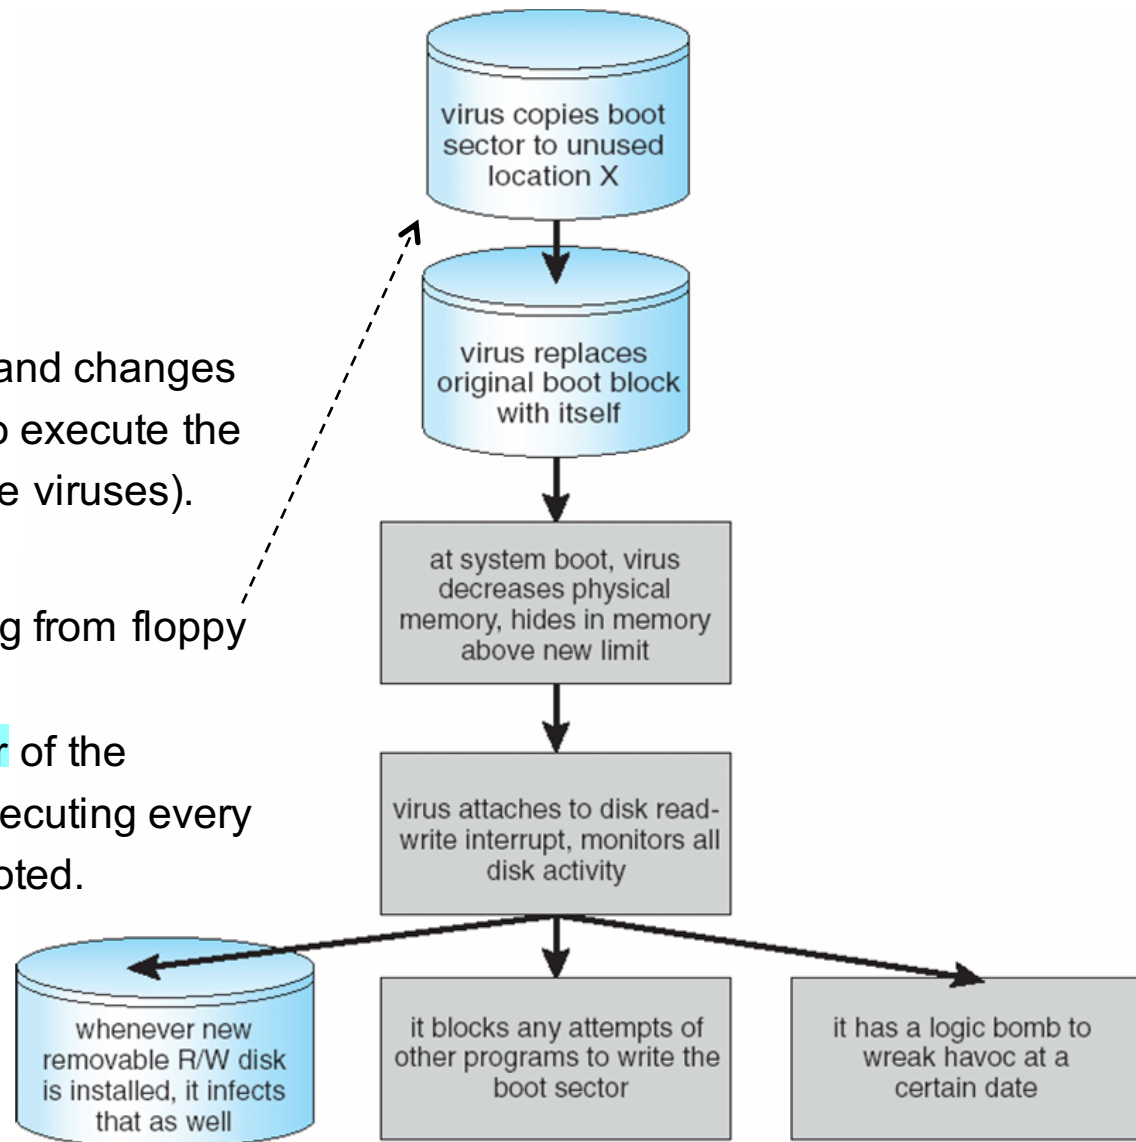 virus copies boot
sector to unused
location X
virus replaces
original boot block
with itself
and changes
o execute the
e viruses).
at system boot, virus
decreases physical
memory, hides in memory
above new limit
g from floppy
r of the
ecuting every
oted.
virus attaches to disk read-
write interrupt, monitors all
disk activity
whenever new
removable R/W disk
is installed, it infects
that as well
it blocks any attempts of
other programs to write the
boot sector
it has a logic bomb to
wreak havoc at a
certain date